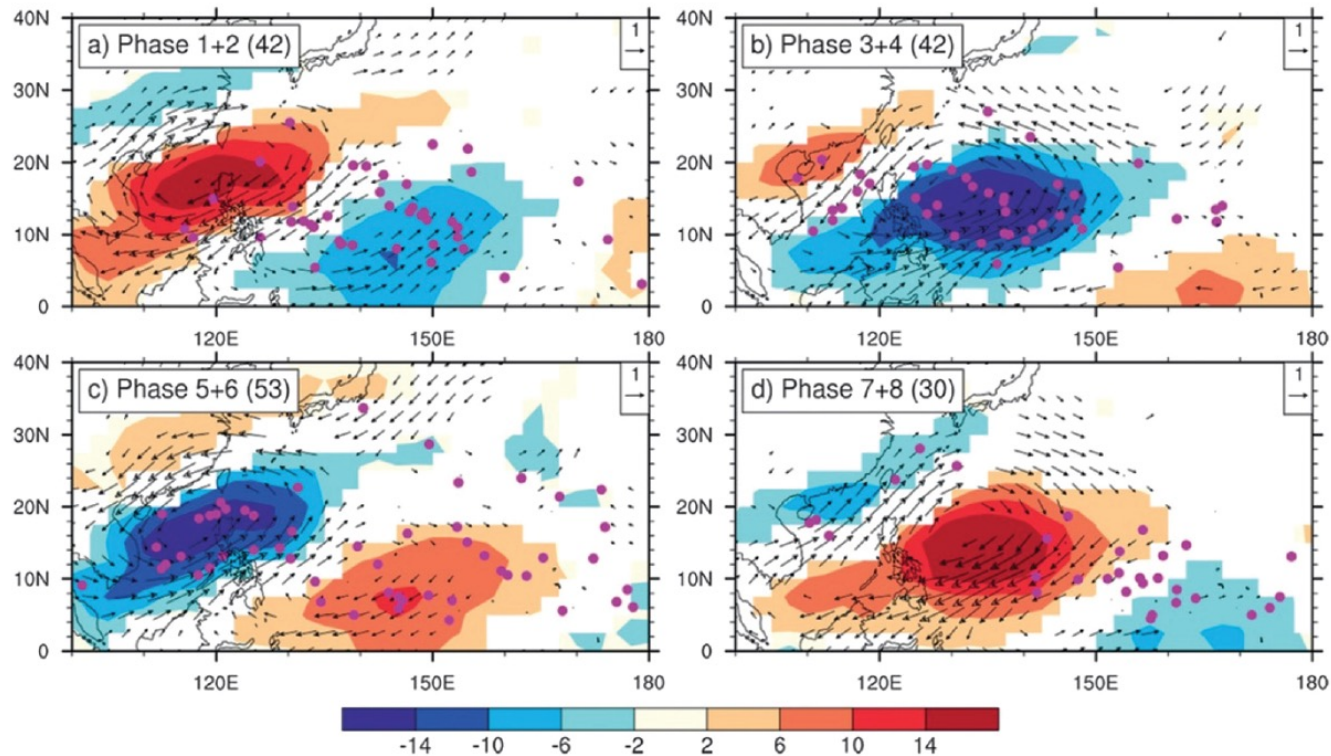 a) Phase 1+2 (42)
1
40N
30N
20N
10N
0
120E
150E
180
b) Phase 3+4 (42)
1
40N
30N
20N
10N
0
120E
150E
180
c) Phase 5+6 (53)
1
40N
30N
20N
10N
0
120E
150E
180
d) Phase 7+8 (30)
1
40N
30N
20N
10N
0
120E
150E
180
-14 -10 -6 -2 2 6 10 14